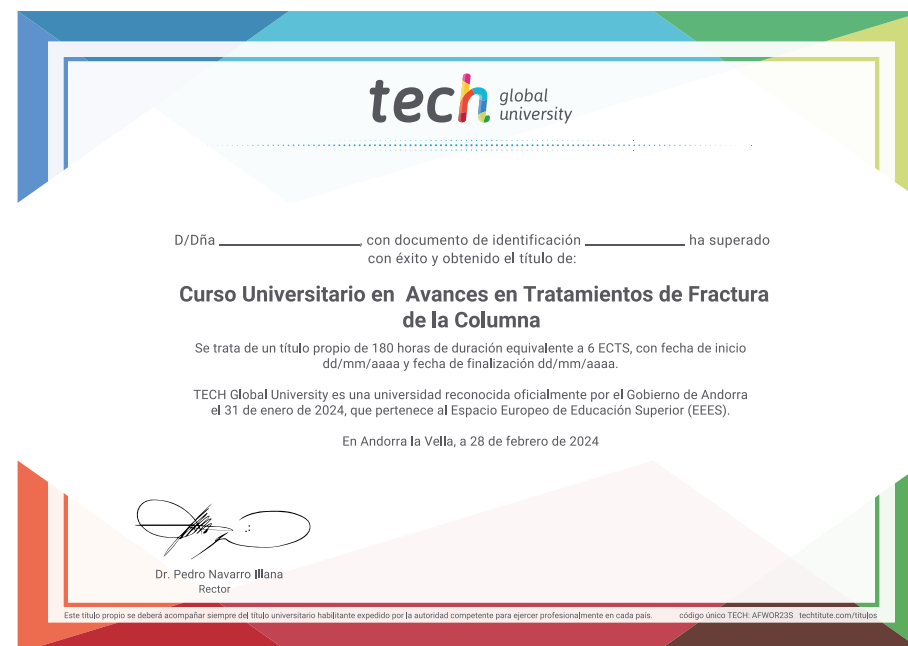 tech global
university
D/Dña ______________, con documento de identificación __________ ha superado
con éxito y obtenido el título de:
Curso Universitario en Avances en Tratamientos de Fractura
de la Columna
Se trata de un título propio de 180 horas de duración equivalente a 6 ECTS, con fecha de inicio
dd/mm/aaaa y fecha de finalización dd/mm/aaaa.
TECH Global University es una universidad reconocida oficialmente por el Gobierno de Andorra
el 31 de enero de 2024, que pertenece al Espacio Europeo de Educación Superior (EEES).
En Andorra la Vella, a 28 de febrero de 2024
Dr. Pedro Navarro Illana
Rector
Este título propio se deberá acompañar siempre del título universitario habilitante expedido por la autoridad competente para ejercer profesionalmente en cada país. código único TECH: AFWOR23S techtitute.com/titulos